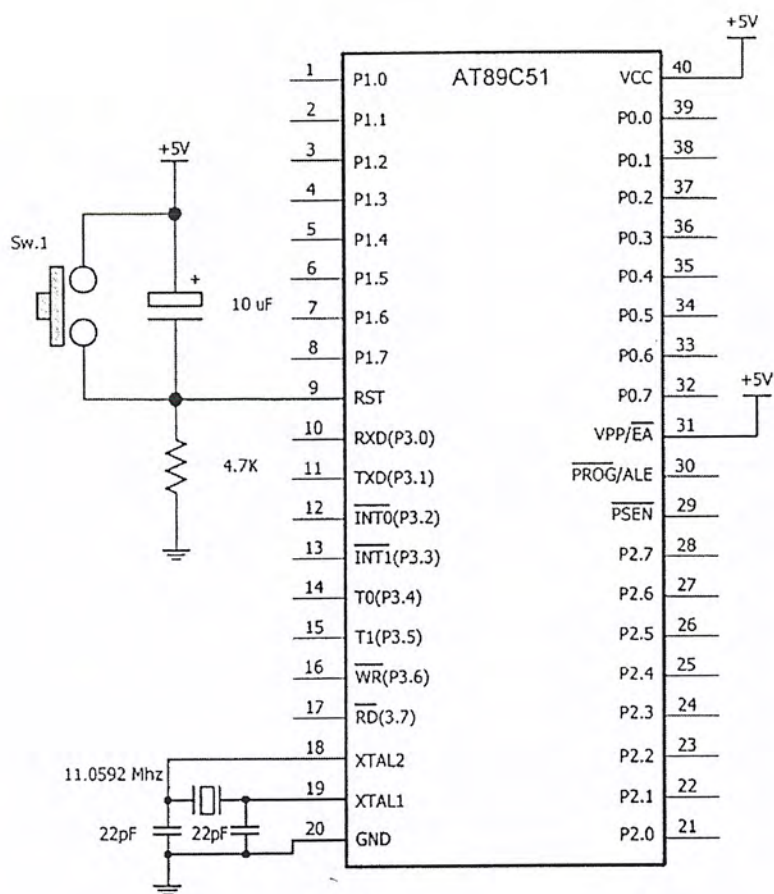 +5V
AT89C51
1 P1.0 VCC 40
2 P1.1 P0.0 39
+5V
3 P1.2 P0.1 38
4 P1.3 P0.2 37
Sw.1
5 P1.4 P0.3 36
+
6 P1.5 P0.4 35
10 uF
7 P1.6 P0.5 34
8 P1.7 P0.6 33
9 RST P0.7 32
+5V
10 RXD(P3.0) VPP/EA 31
4.7K
11 TXD(P3.1) PROG/ALE 30
12 INT0(P3.2) PSEN 29
13 INT1(P3.3) P2.7 28
14 T0(P3.4) P2.6 27
15 T1(P3.5) P2.5 26
16 WR(P3.6) P2.4 25
17 RD(3.7) P2.3 24
18 XTAL2 P2.2 23
11.0592 Mhz
19 XTAL1 P2.1 22
22pF 22pF
20 GND P2.0 21